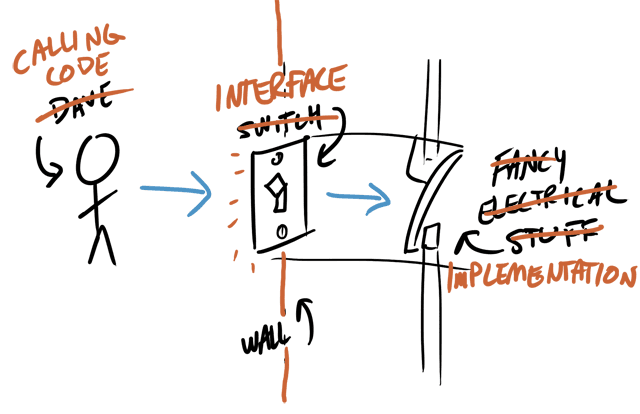 CALLING
CODE
DAVE
INTERFACE
SWITCH
FANCY
ELECTRICAL
STUFF
IMPLEMENTATION
WALL